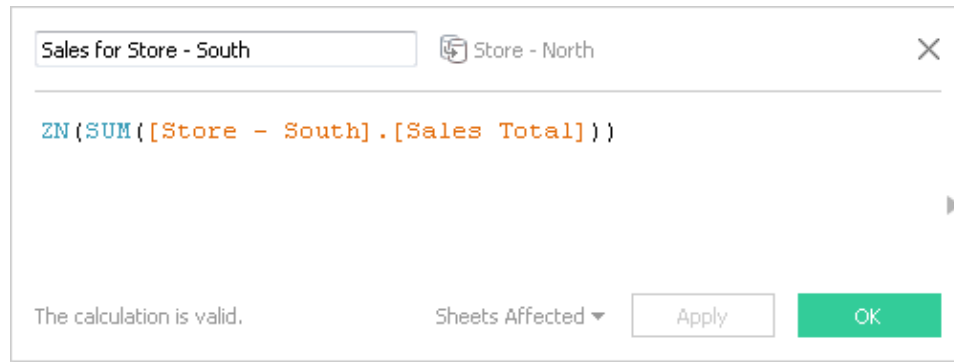 Sales for Store - South
Store - North
ZN(SUM([Store - South].[Sales Total]))
The calculation is valid.
Sheets Affected
Apply
OK